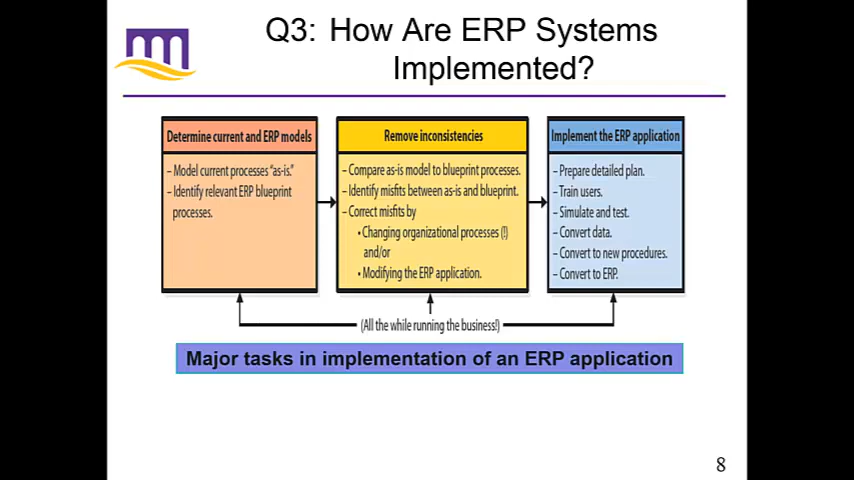 Q3: How Are ERP Systems
Implemented?
Determine current and ERP models
– Model current processes “as-is.”
– Identify relevant ERP blueprint
processes.
Remove inconsistencies
– Compare as-is model to blueprint processes.
– Identify misfits between as-is and blueprint.
– Correct misfits by
• Changing organizational processes (!)
and/or
• Modifying the ERP application.
Implement the ERP application
– Prepare detailed plan.
– Train users.
– Simulate and test.
– Convert data.
– Convert to new procedures.
– Convert to ERP.
(All the while running the business!)
Major tasks in implementation of an ERP application
8